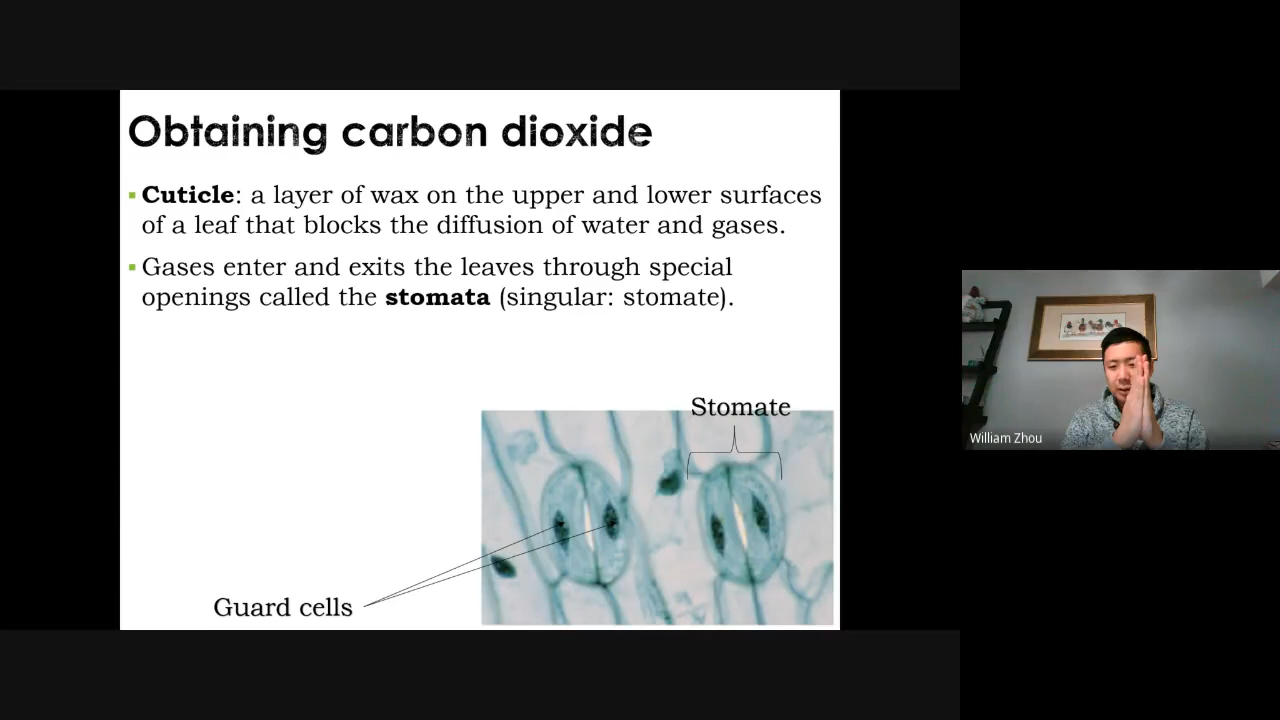 Obtaining carbon dioxide
▪ Cuticle: a layer of wax on the upper and lower surfaces
of a leaf that blocks the diffusion of water and gases.
▪ Gases enter and exits the leaves through special
openings called the stomata (singular: stomate).
Stomate
Guard cells
William Zhou